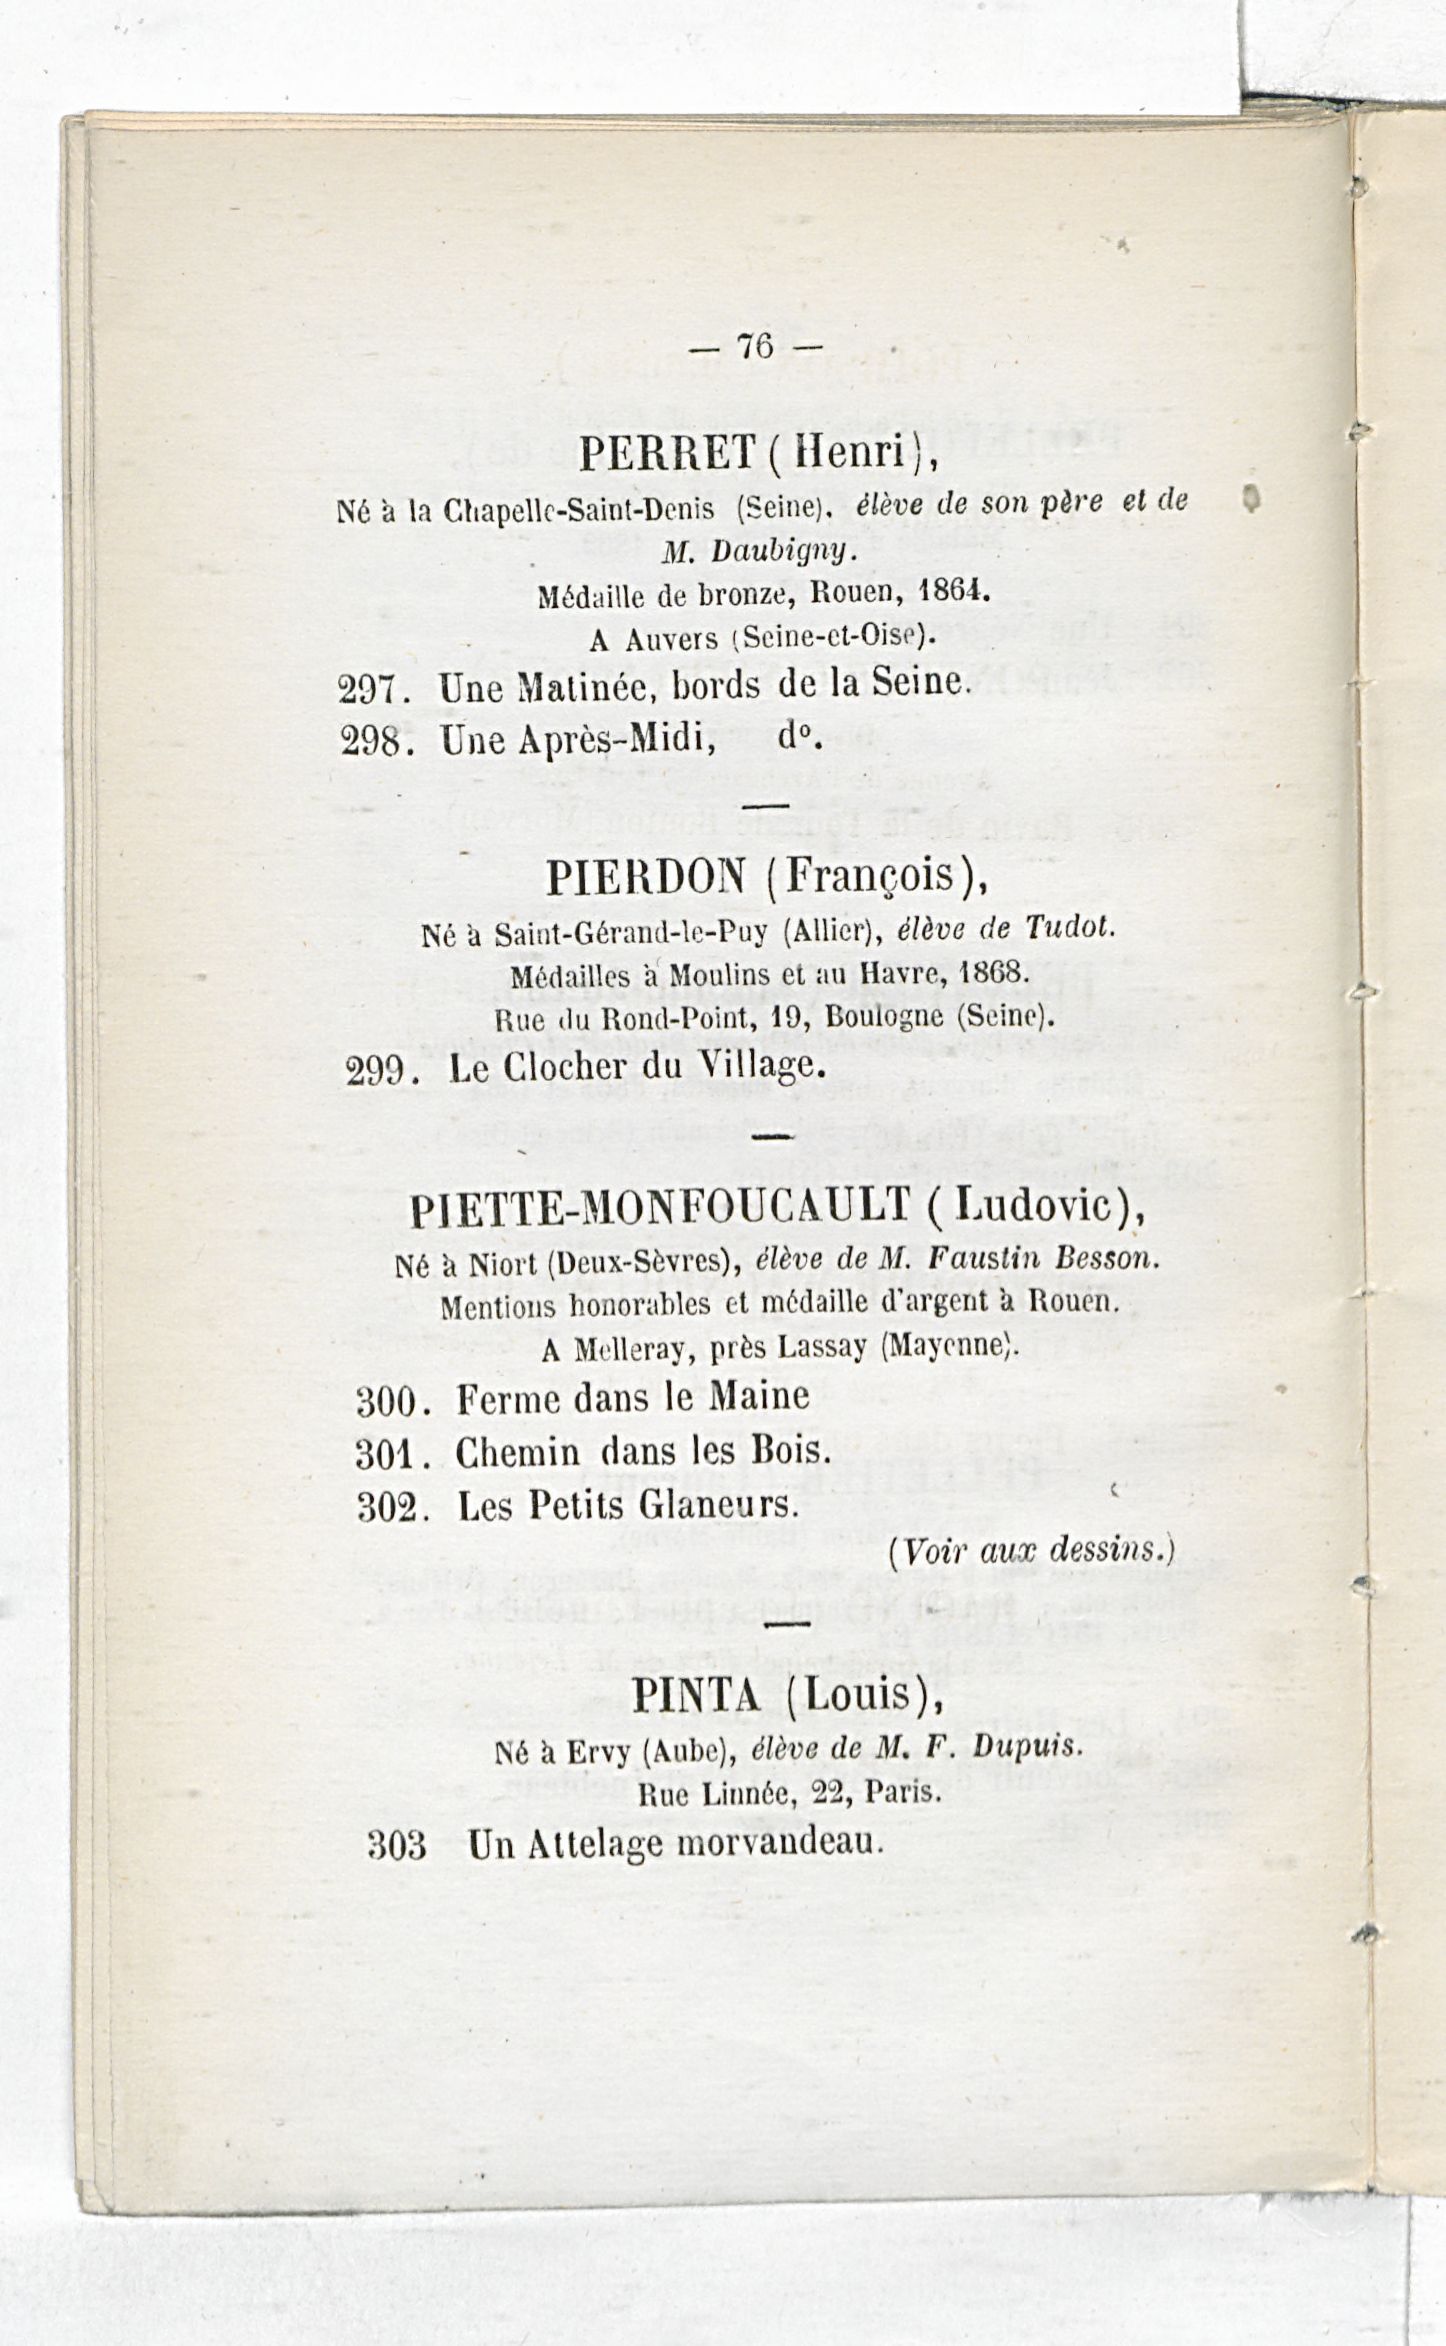 — 76 —
PERRET (Henri),
Né à la Chapelle-Saint-Denis (Seine), élève de son père et de
M. Daubigny.
Médaille de bronze, Rouen, 1864.
A Auvers (Seine-et-Oise).
297. Une Matinée, bords de la Seine.
298. Une Après-Midi, dº.
PIERDON (François),
Né à Saint-Gérand-le-Puy (Allier), élève de Tudot.
Médailles à Moulins et au Havre, 1868.
Rue du Rond-Point, 19, Boulogne (Seine).
299. Le Clocher du Village.
PIETTE-MONFOUCAULT (Ludovic),
Né à Niort (Deux-Sèvres), élève de M. Faustin Besson.
Mentions honorables et médaille d'argent à Rouen.
A Melleray, près Lassay (Mayenne).
300. Ferme dans le Maine
301. Chemin dans les Bois.
302. Les Petits Glaneurs.
(Voir aux dessins.)
PINTA (Louis),
Né à Ervy (Aube), élève de M. F. Dupuis.
Rue Linnée, 22, Paris.
303 Un Attelage morvandeau.